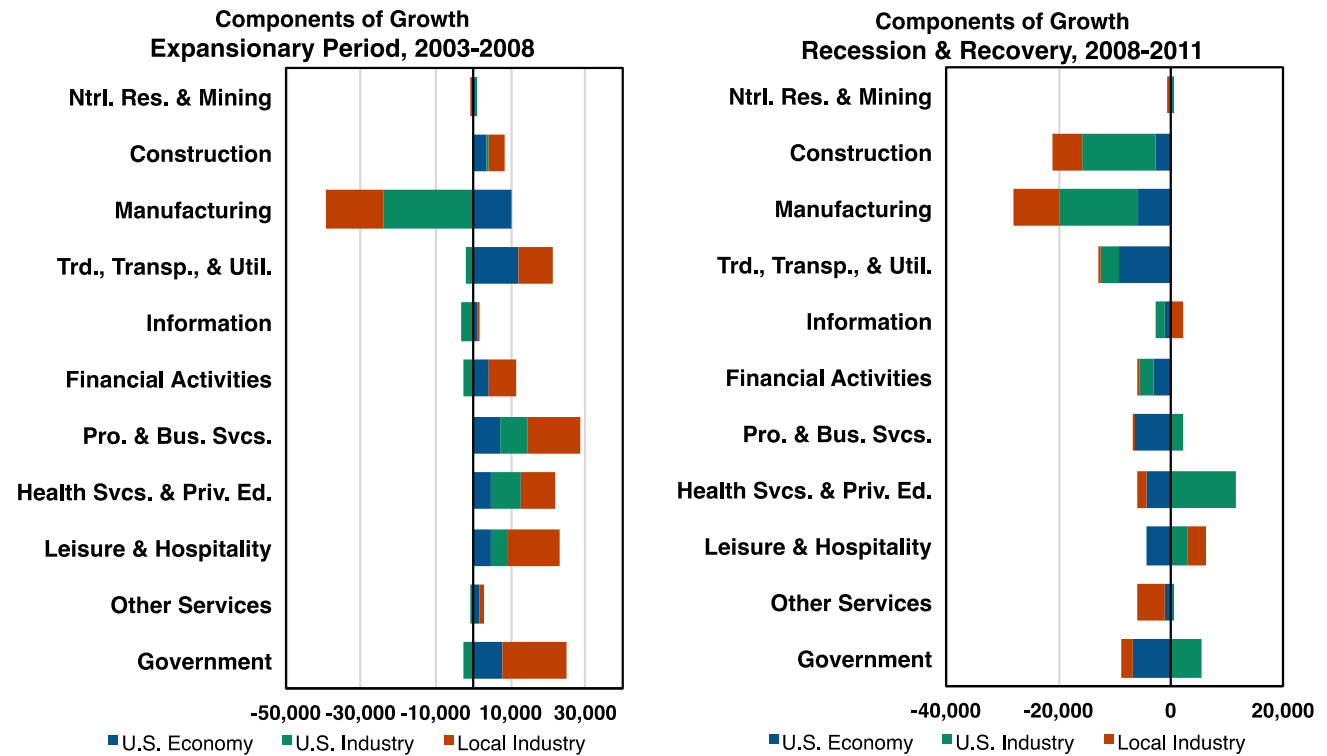 Components of Growth
Expansionary Period, 2003-2008
Ntrl. Res. & Mining
Construction
Manufacturing
Trd., Transp., & Util.
Information
Financial Activities
Pro. & Bus. Svcs.
Health Svcs. & Priv. Ed.
Leisure & Hospitality
Other Services
Government
-50,000 -30,000 -10,000 10,000 30,000
U.S. Economy U.S. Industry Local Industry
Components of Growth
Recession & Recovery, 2008-2011
Ntrl. Res. & Mining
Construction
Manufacturing
Trd., Transp., & Util.
Information
Financial Activities
Pro. & Bus. Svcs.
Health Svcs. & Priv. Ed.
Leisure & Hospitality
Other Services
Government
-40,000 -20,000 0 20,000
U.S. Economy U.S. Industry Local Industry